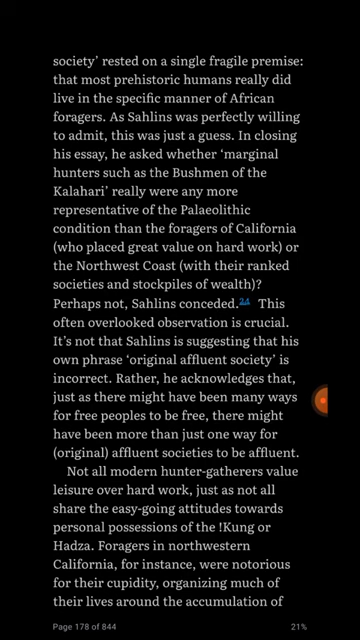 society’ rested on a single fragile premise:
that most prehistoric humans really did
live in the specific manner of African
foragers. As Sahlins was perfectly willing
to admit, this was just a guess. In closing
his essay, he asked whether ‘marginal
hunters such as the Bushmen of the
Kalahari’ really were any more
representative of the Palaeolithic
condition than the foragers of California
(who placed great value on hard work) or
the Northwest Coast (with their ranked
societies and stockpiles of wealth)?
Perhaps not, Sahlins conceded.24 This
often overlooked observation is crucial.
It’s not that Sahlins is suggesting that his
own phrase ‘original affluent society’ is
incorrect. Rather, he acknowledges that,
just as there might have been many ways
for free peoples to be free, there might
have been more than just one way for
(original) affluent societies to be affluent.
Not all modern hunter-gatherers value
leisure over hard work, just as not all
share the easy-going attitudes towards
personal possessions of the !Kung or
Hadza. Foragers in northwestern
California, for instance, were notorious
for their cupidity, organizing much of
their lives around the accumulation of
Page 178 of 844 21%